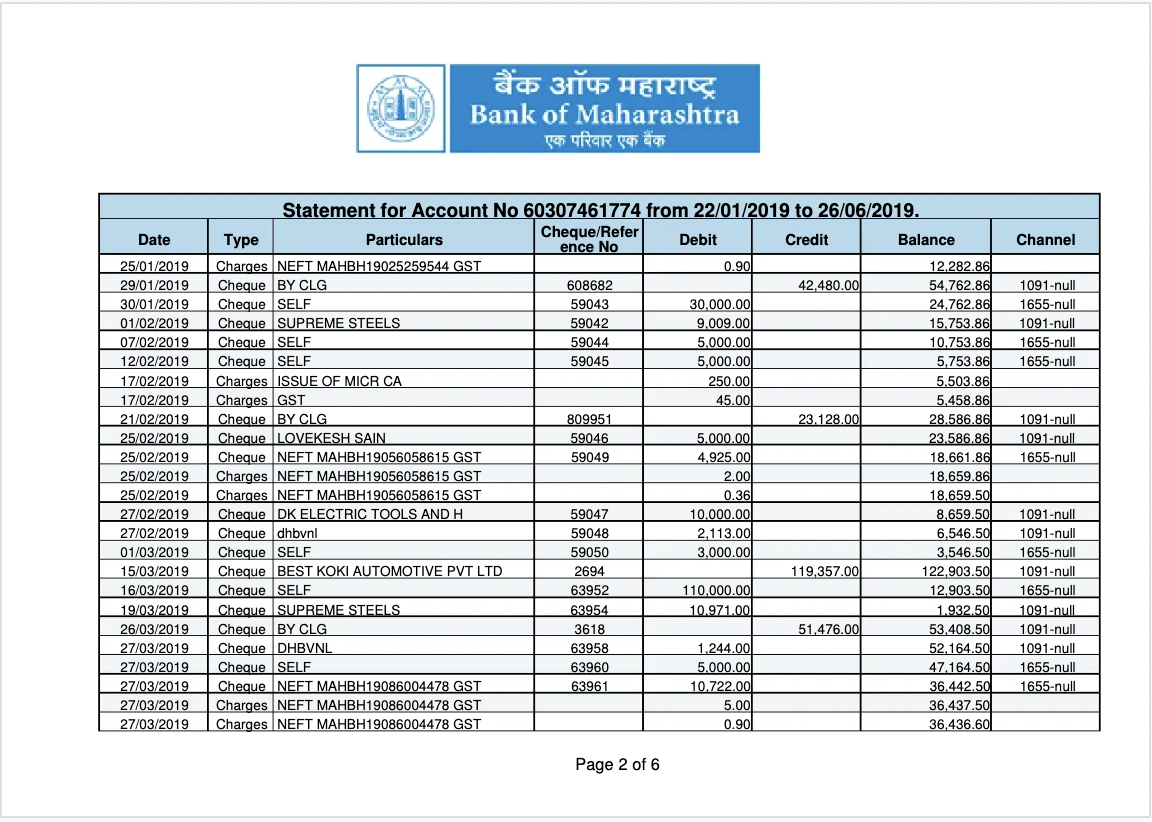 बैंक ऑफ महाराष्ट्र
Bank of Maharashtra
एक परिवार एक बैंक
Statement for Account No 60307461774 from 22/01/2019 to 26/06/2019.
Date Type Particulars Cheque/Reference No Debit Credit Balance Channel
25/01/2019 Charges NEFT MAHBH19025259544 GST 0.90 12,282.86
29/01/2019 Cheque BY CLG 608682 42,480.00 54,762.86 1091-null
30/01/2019 Cheque SELF 59043 30,000.00 24,762.86 1655-null
01/02/2019 Cheque SUPREME STEELS 59042 9,009.00 15,753.86 1091-null
07/02/2019 Cheque SELF 59044 5,000.00 10,753.86 1655-null
12/02/2019 Cheque SELF 59045 5,000.00 5,753.86 1655-null
17/02/2019 Charges ISSUE OF MICR CA 250.00 5,503.86
17/02/2019 Charges GST 45.00 5,458.86
21/02/2019 Cheque BY CLG 809951 23,128.00 28,586.86 1091-null
25/02/2019 Cheque LOVEKESH SAIN 59046 5,000.00 23,586.86 1091-null
25/02/2019 Cheque NEFT MAHBH19056058615 GST 59049 4,925.00 18,661.86 1655-null
25/02/2019 Charges NEFT MAHBH19056058615 GST 2.00 18,659.86
25/02/2019 Charges NEFT MAHBH19056058615 GST 0.36 18,659.50
27/02/2019 Cheque DK ELECTRIC TOOLS AND H 59047 10,000.00 8,659.50 1091-null
27/02/2019 Cheque dhbvnl 59048 2,113.00 6,546.50 1091-null
01/03/2019 Cheque SELF 59050 3,000.00 3,546.50 1655-null
15/03/2019 Cheque BEST KOKI AUTOMOTIVE PVT LTD 2694 119,357.00 122,903.50 1091-null
16/03/2019 Cheque SELF 63952 110,000.00 12,903.50 1655-null
19/03/2019 Cheque SUPREME STEELS 63954 10,971.00 1,932.50 1091-null
26/03/2019 Cheque BY CLG 3618 51,476.00 53,408.50 1091-null
27/03/2019 Cheque DHBVNL 63958 1,244.00 52,164.50 1091-null
27/03/2019 Cheque SELF 63960 5,000.00 47,164.50 1655-null
27/03/2019 Cheque NEFT MAHBH19086004478 GST 63961 10,722.00 36,442.50 1655-null
27/03/2019 Charges NEFT MAHBH19086004478 GST 5.00 36,437.50
27/03/2019 Charges NEFT MAHBH19086004478 GST 0.90 36,436.60
Page 2 of 6